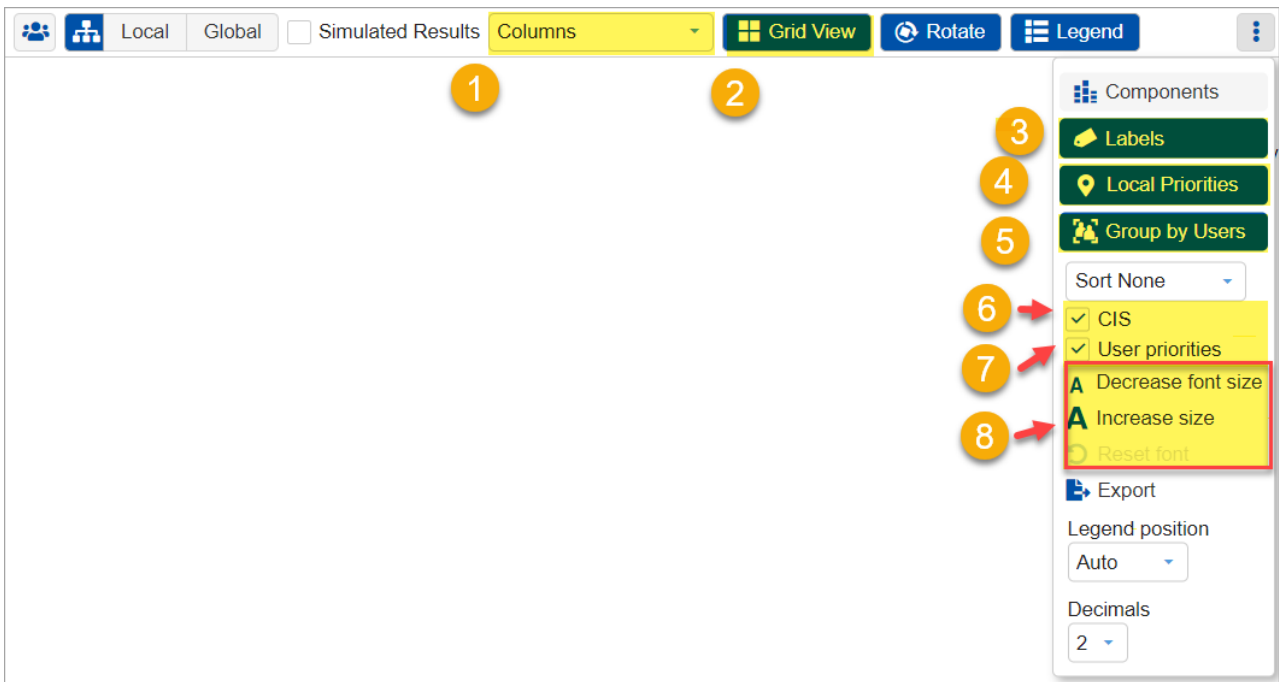 Local Global Simulated Results Columns Grid View Rotate Legend
1 2
Components
3 Labels
4 Local Priorities
5 Group by Users
Sort None
6 CIS
7 User priorities
A Decrease font size
8 A Increase size
Reset font
Export
Legend position
Auto
Decimals
2